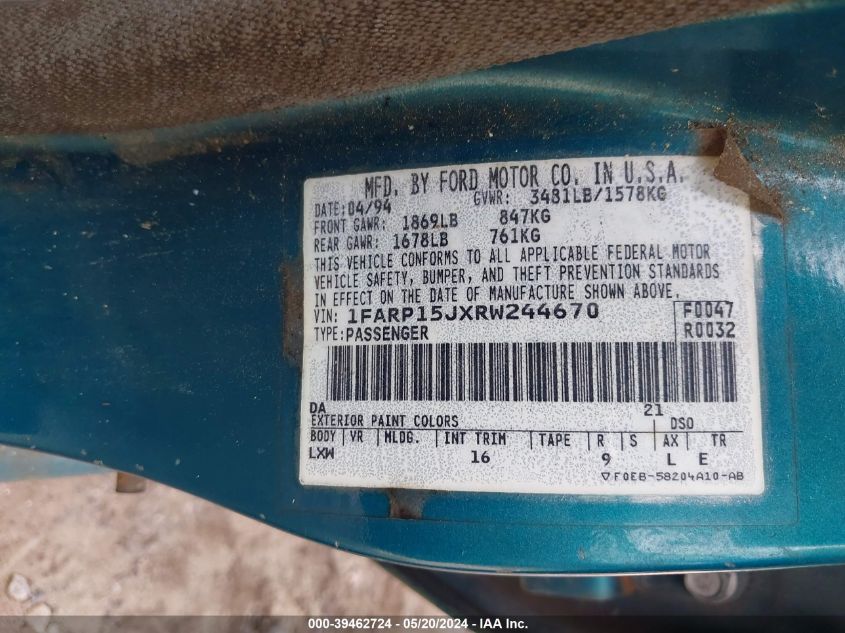 MFD. BY FORD MOTOR CO. IN U.S.A.
DATE: 04/94 GVWR: 3481LB/1578KG
FRONT GAWR: 1869LB 847KG
REAR GAWR: 1678LB 761KG
THIS VEHICLE CONFORMS TO ALL APPLICABLE FEDERAL MOTOR
VEHICLE SAFETY, BUMPER, AND THEFT PREVENTION STANDARDS
IN EFFECT ON THE DATE OF MANUFACTURE SHOWN ABOVE.
VIN: 1FARP15JXRW244670 F0047
TYPE: PASSENGER R0032
DA 21
EXTERIOR PAINT COLORS DSO
BODY VR MLDG. INT TRIM TAPE R S AX TR
LXW 16 9 L E
▽F0EB-58204A10-AB
000-39462724 — 05/20/2024 — IAA Inc.